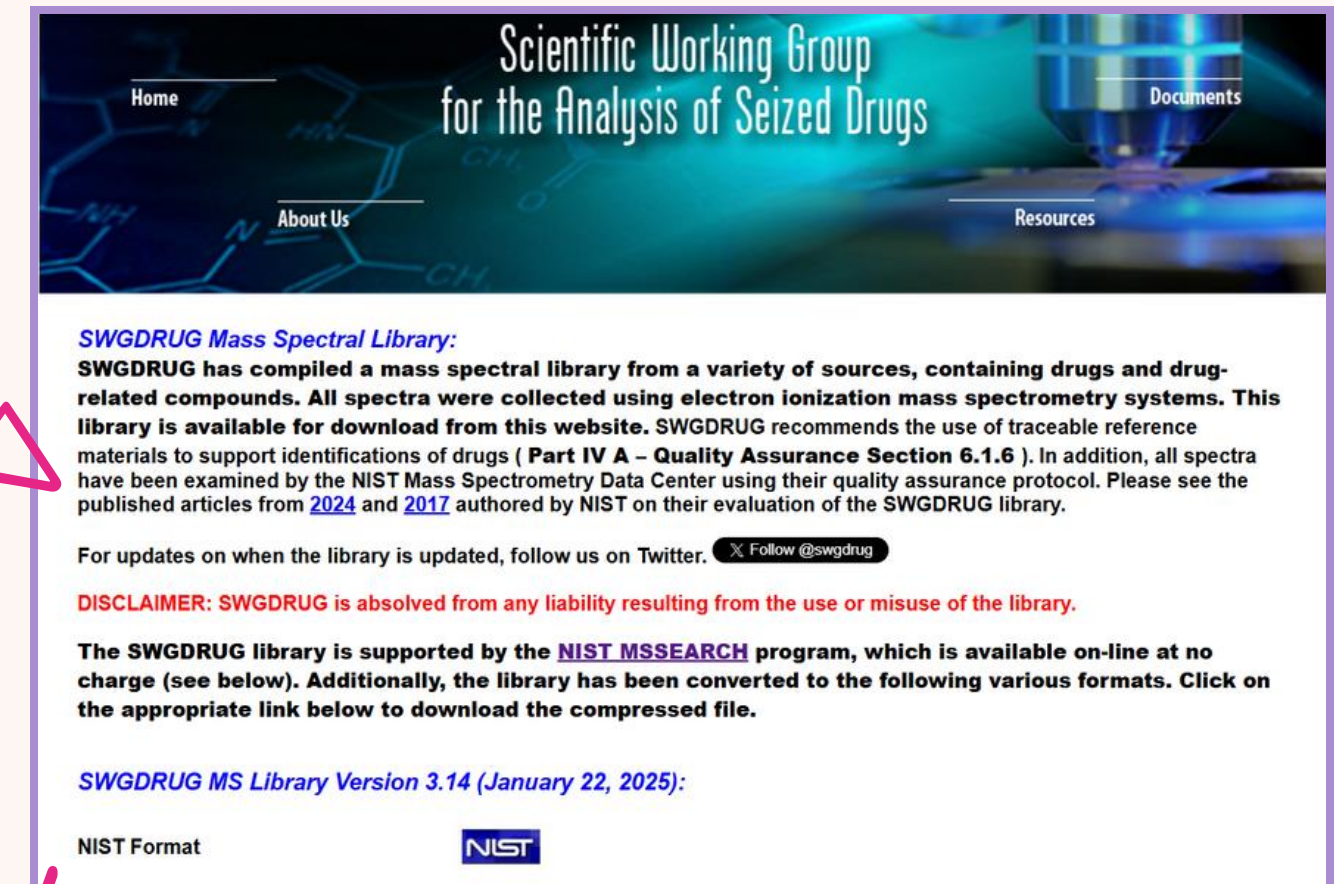 Scientific Working Group
for the Analysis of Seized Drugs
Home
Documents
About Us
Resources
SWGDRUG Mass Spectral Library:
SWGDRUG has compiled a mass spectral library from a variety of sources, containing drugs and drug-
related compounds. All spectra were collected using electron ionization mass spectrometry systems. This
library is available for download from this website. SWGDRUG recommends the use of traceable reference
materials to support identifications of drugs ( Part IV A – Quality Assurance Section 6.1.6 ). In addition, all spectra
have been examined by the NIST Mass Spectrometry Data Center using their quality assurance protocol. Please see the
published articles from 2024 and 2017 authored by NIST on their evaluation of the SWGDRUG library.
For updates on when the library is updated, follow us on Twitter. X Follow @swgdrug
DISCLAIMER: SWGDRUG is absolved from any liability resulting from the use or misuse of the library.
The SWGDRUG library is supported by the NIST MSSEARCH program, which is available on-line at no
charge (see below). Additionally, the library has been converted to the following various formats. Click on
the appropriate link below to download the compressed file.
SWGDRUG MS Library Version 3.14 (January 22, 2025):
NIST Format NIST